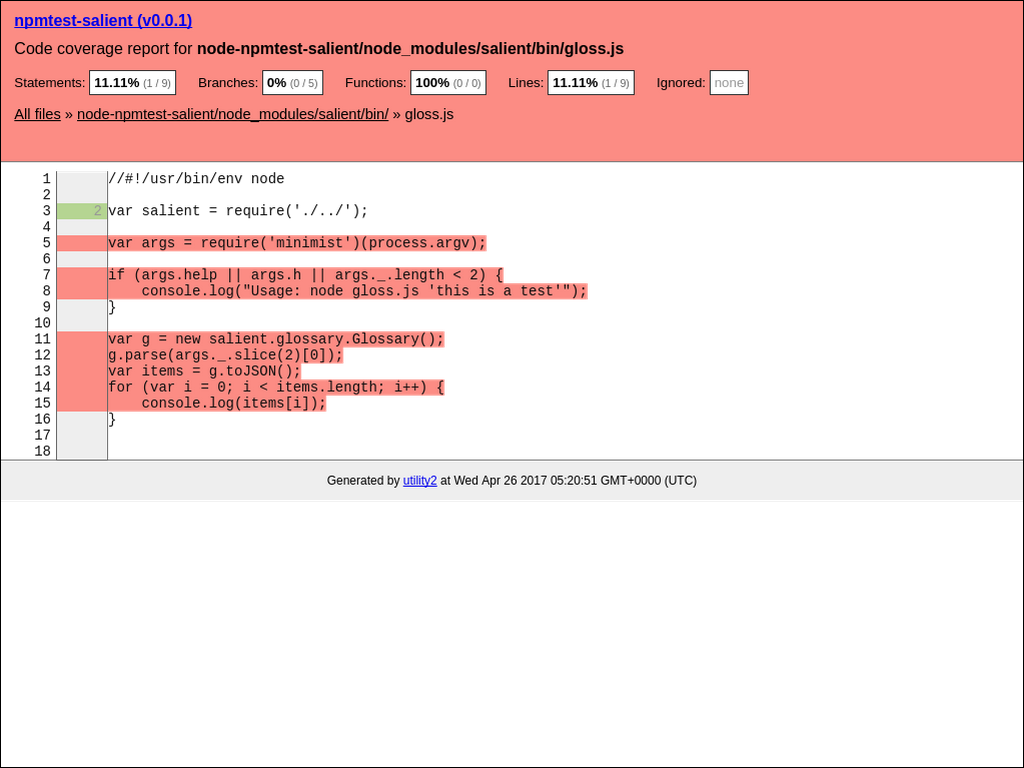 npmtest-salient (v0.0.1)
Code coverage report for node-npmtest-salient/node_modules/salient/bin/gloss.js
Statements: 11.11% (1 / 9) Branches: 0% (0 / 5) Functions: 100% (0 / 0) Lines: 11.11% (1 / 9) Ignored: none
All files » node-npmtest-salient/node_modules/salient/bin/ » gloss.js
1 //#!/usr/bin/env node
2
3 2 var salient = require('./../');
4
5 var args = require('minimist')(process.argv);
6
7 if (args.help || args.h || args._.length < 2) {
8     console.log("Usage: node gloss.js 'this is a test'");
9 }
10
11 var g = new salient.glossary.Glossary();
12 g.parse(args._.slice(2)[0]);
13 var items = g.toJSON();
14 for (var i = 0; i < items.length; i++) {
15     console.log(items[i]);
16 }
17
18
Generated by utility2 at Wed Apr 26 2017 05:20:51 GMT+0000 (UTC)